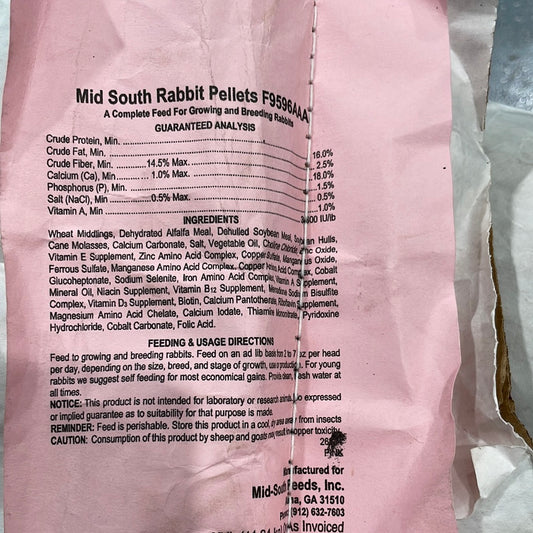 Mid South Rabbit Pellets F9596AAA
A Complete Feed For Growing and Breeding Rabbits
GUARANTEED ANALYSIS
Crude Protein, Min. 16.0%
Crude Fat, Min. 2.5%
Crude Fiber, Min. 14.5% Max. 18.0%
Calcium (Ca), Min 1.0% Max. 1.5%
Phosphorus (P), Min. 0.5%
Salt (NaCl), Min 0.5% Max. 1.0%
Vitamin A, Min 00 IU/lb
INGREDIENTS
Wheat Middlings, Dehydrated Alfalfa Meal, Dehulled Soybean Meal, Soybean Hulls,
Cane Molasses, Calcium Carbonate, Salt, Vegetable Oil, Choline Chloride, Zinc Oxide,
Vitamin E Supplement, Zinc Amino Acid Complex, Copper Sulfate, Manganous Oxide,
Ferrous Sulfate, Manganese Amino Acid Complex, Copper Amino Acid Complex, Cobalt
Glucoheptonate, Sodium Selenite, Iron Amino Acid Complex, Vitamin A Supplement,
Mineral Oil, Niacin Supplement, Vitamin B12 Supplement, Menadione Sodium Bisulfite
Complex, Vitamin D3 Supplement, Biotin, Calcium Pantothenate, Riboflavin Supplement,
Magnesium Amino Acid Chelate, Calcium Iodate, Thiamine Mononitrate, Pyridoxine
Hydrochloride, Cobalt Carbonate, Folic Acid.
FEEDING & USAGE DIRECTIONS
Feed to growing and breeding rabbits. Feed on an ad lib basis from 2 to 7 oz per head
per day, depending on the size, breed, and stage of growth, use or production. For young
rabbits we suggest self feeding for most economical gains. Provide clean, fresh water at
all times.
NOTICE: This product is not intended for laboratory or research animals. No expressed
or implied guarantee as to suitability for that purpose is made.
REMINDER: Feed is perishable. Store this product in a cool, dry area away from insects
CAUTION: Consumption of this product by sheep and goats may result in copper toxicity.
PINK
Manufactured for
Mid-South Feeds, Inc.
Alma, GA 31510
Phone (912) 632-7603
As Invoiced